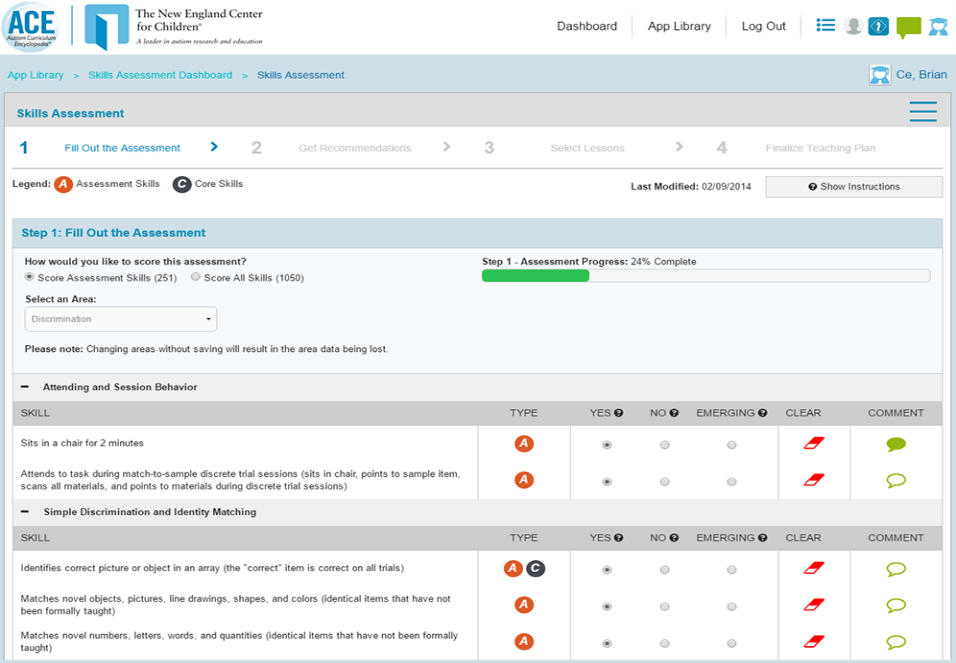 ACE
Autism Curriculum
Encyclopedia®
The New England Center
for Children®
A leader in autism research and education
Dashboard App Library Log Out
App Library > Skills Assessment Dashboard > Skills Assessment Ce, Brian
Skills Assessment
1 Fill Out the Assessment > 2 Get Recommendations > 3 Select Lessons > 4 Finalize Teaching Plan
Legend: A Assessment Skills C Core Skills Last Modified: 02/09/2014 ? Show Instructions
Step 1: Fill Out the Assessment
How would you like to score this assessment? Step 1 - Assessment Progress: 24% Complete
Score Assessment Skills (251) Score All Skills (1050)
Select an Area:
Discrimination
Please note: Changing areas without saving will result in the area data being lost.
− Attending and Session Behavior
SKILL TYPE YES ? NO ? EMERGING ? CLEAR COMMENT
Sits in a chair for 2 minutes A
Attends to task during match-to-sample discrete trial sessions (sits in chair, points to sample item,
scans all materials, and points to materials during discrete trial sessions) A
− Simple Discrimination and Identity Matching
SKILL TYPE YES ? NO ? EMERGING ? CLEAR COMMENT
Identifies correct picture or object in an array (the "correct" item is correct on all trials) A C
Matches novel objects, pictures, line drawings, shapes, and colors (identical items that have not
been formally taught) A
Matches novel numbers, letters, words, and quantities (identical items that have not been formally
taught) A